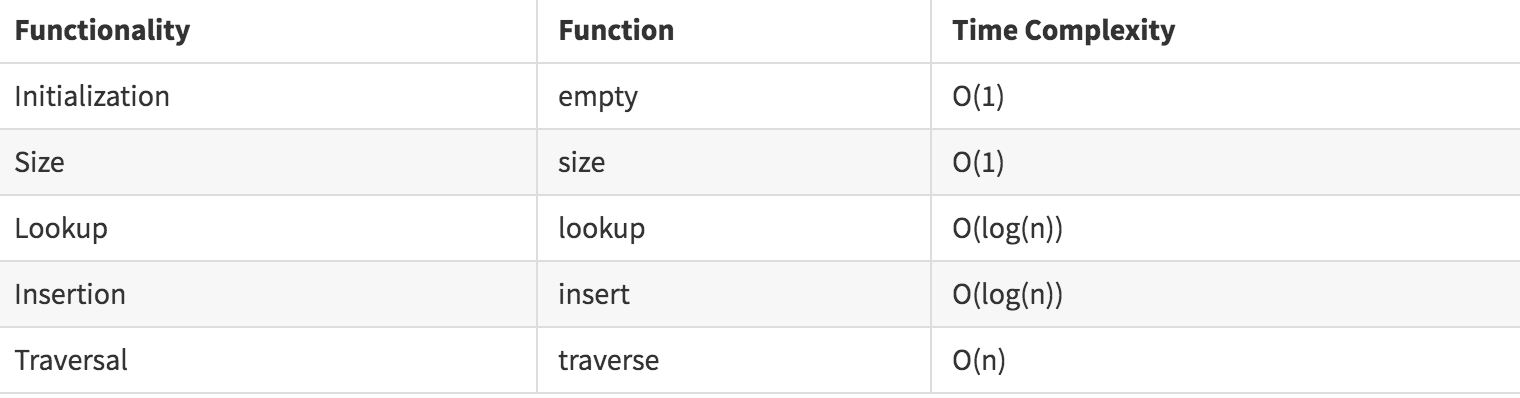 Functionality Function Time Complexity
Initialization empty O(1)
Size size O(1)
Lookup lookup O(log(n))
Insertion insert O(log(n))
Traversal traverse O(n)